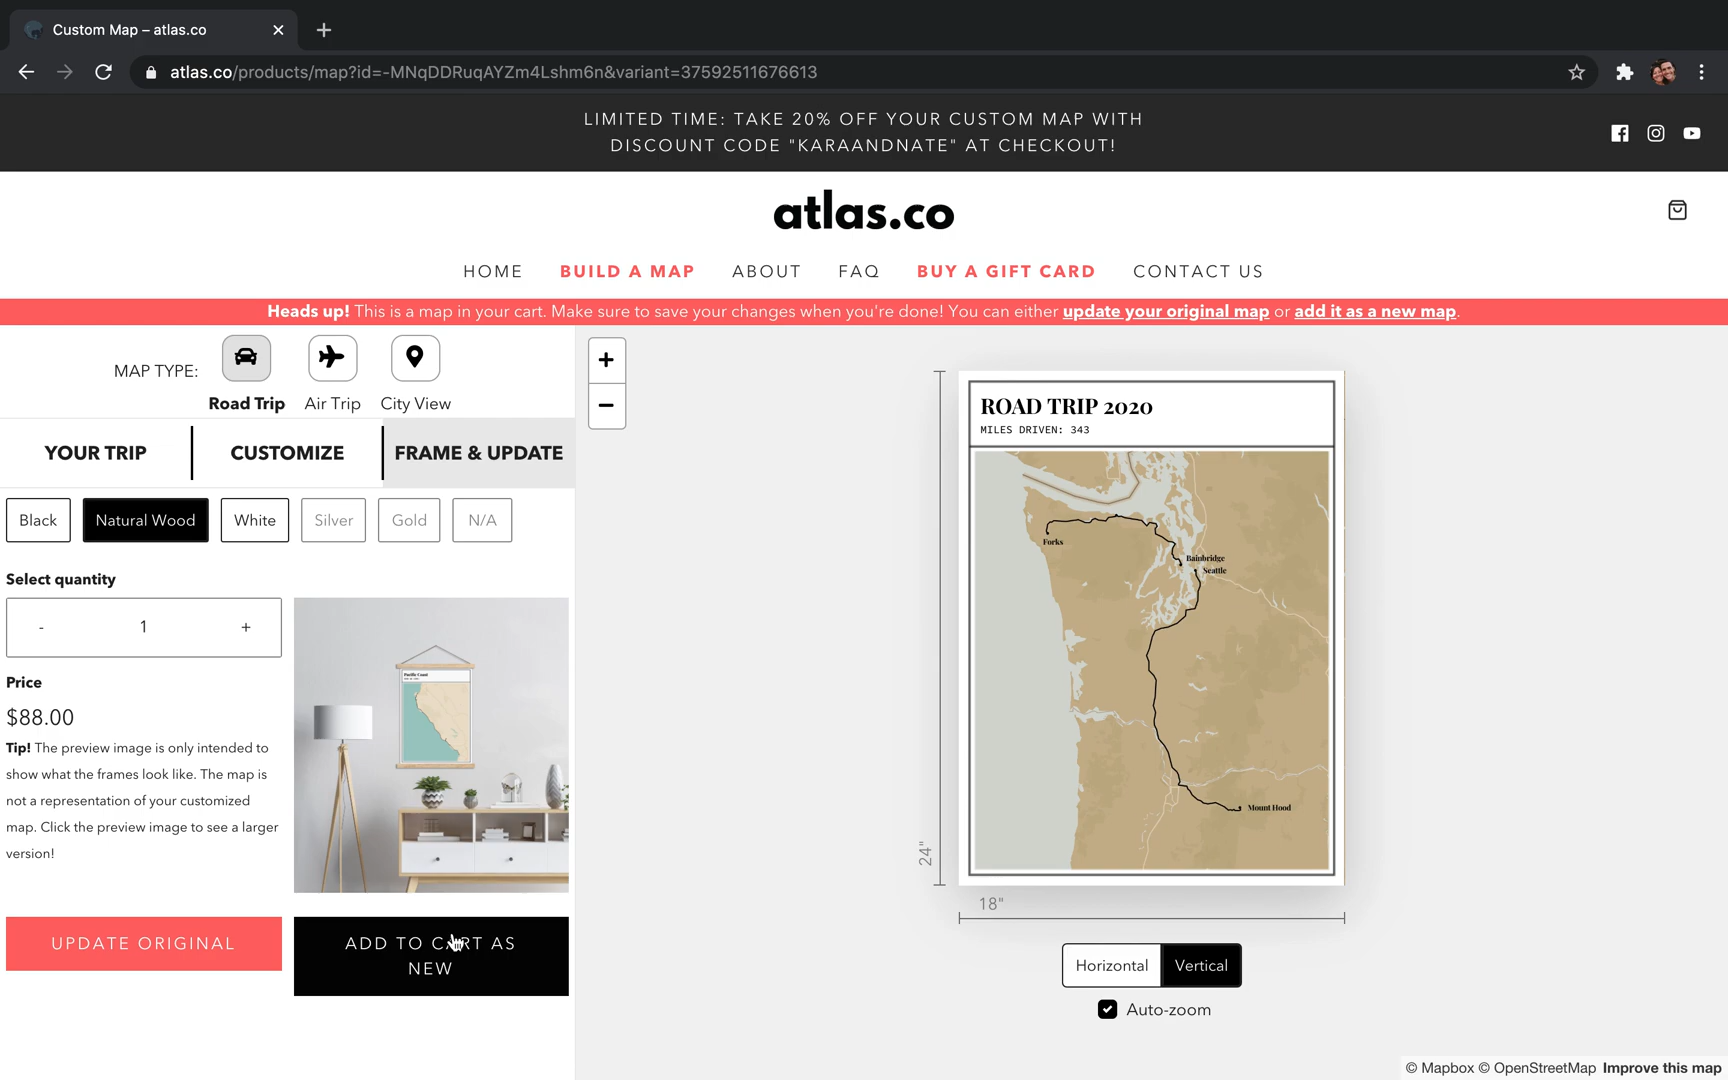 Custom Map – atlas.co
atlas.co/products/map?id=-MNqDDRuqAYZm4Lshm6n&variant=37592511676613
LIMITED TIME: TAKE 20% OFF YOUR CUSTOM MAP WITH
DISCOUNT CODE "KARAANDNATE" AT CHECKOUT!
atlas.co
HOME BUILD A MAP ABOUT FAQ BUY A GIFT CARD CONTACT US
Heads up! This is a map in your cart. Make sure to save your changes when you're done! You can either update your original map or add it as a new map.
MAP TYPE:
Road Trip Air Trip City View
YOUR TRIP CUSTOMIZE FRAME & UPDATE
Black Natural Wood White Silver Gold N/A
Select quantity
- 1 +
Price
$88.00
Tip! The preview image is only intended to
show what the frames look like. The map is
not a representation of your customized
map. Click the preview image to see a larger
version!
Pacific Coast
UPDATE ORIGINAL
ADD TO CART AS
NEW
+
-
ROAD TRIP 2020
MILES DRIVEN: 343
Forks
Bainbridge
Seattle
Mount Hood
24"
18"
Horizontal Vertical
Auto-zoom
© Mapbox © OpenStreetMap Improve this map